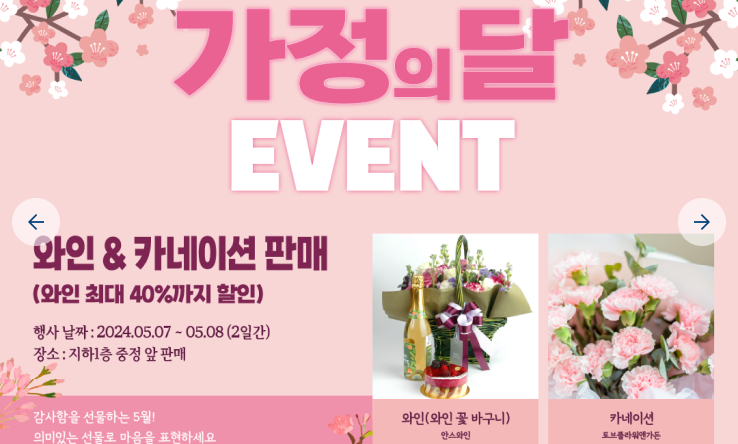 가정의달
EVENT
와인 & 카네이션 판매
(와인 최대 40%까지 할인)
행사 날짜 : 2024.05.07 ~ 05.08 (2일간)
장소 : 지하1층 중정 앞 판매
감사함을 선물하는 5월!
의미있는 선물로 마음을 표현하세요
와인(와인 꽃 바구니)
안스와인
카네이션
토브플라워앤가든